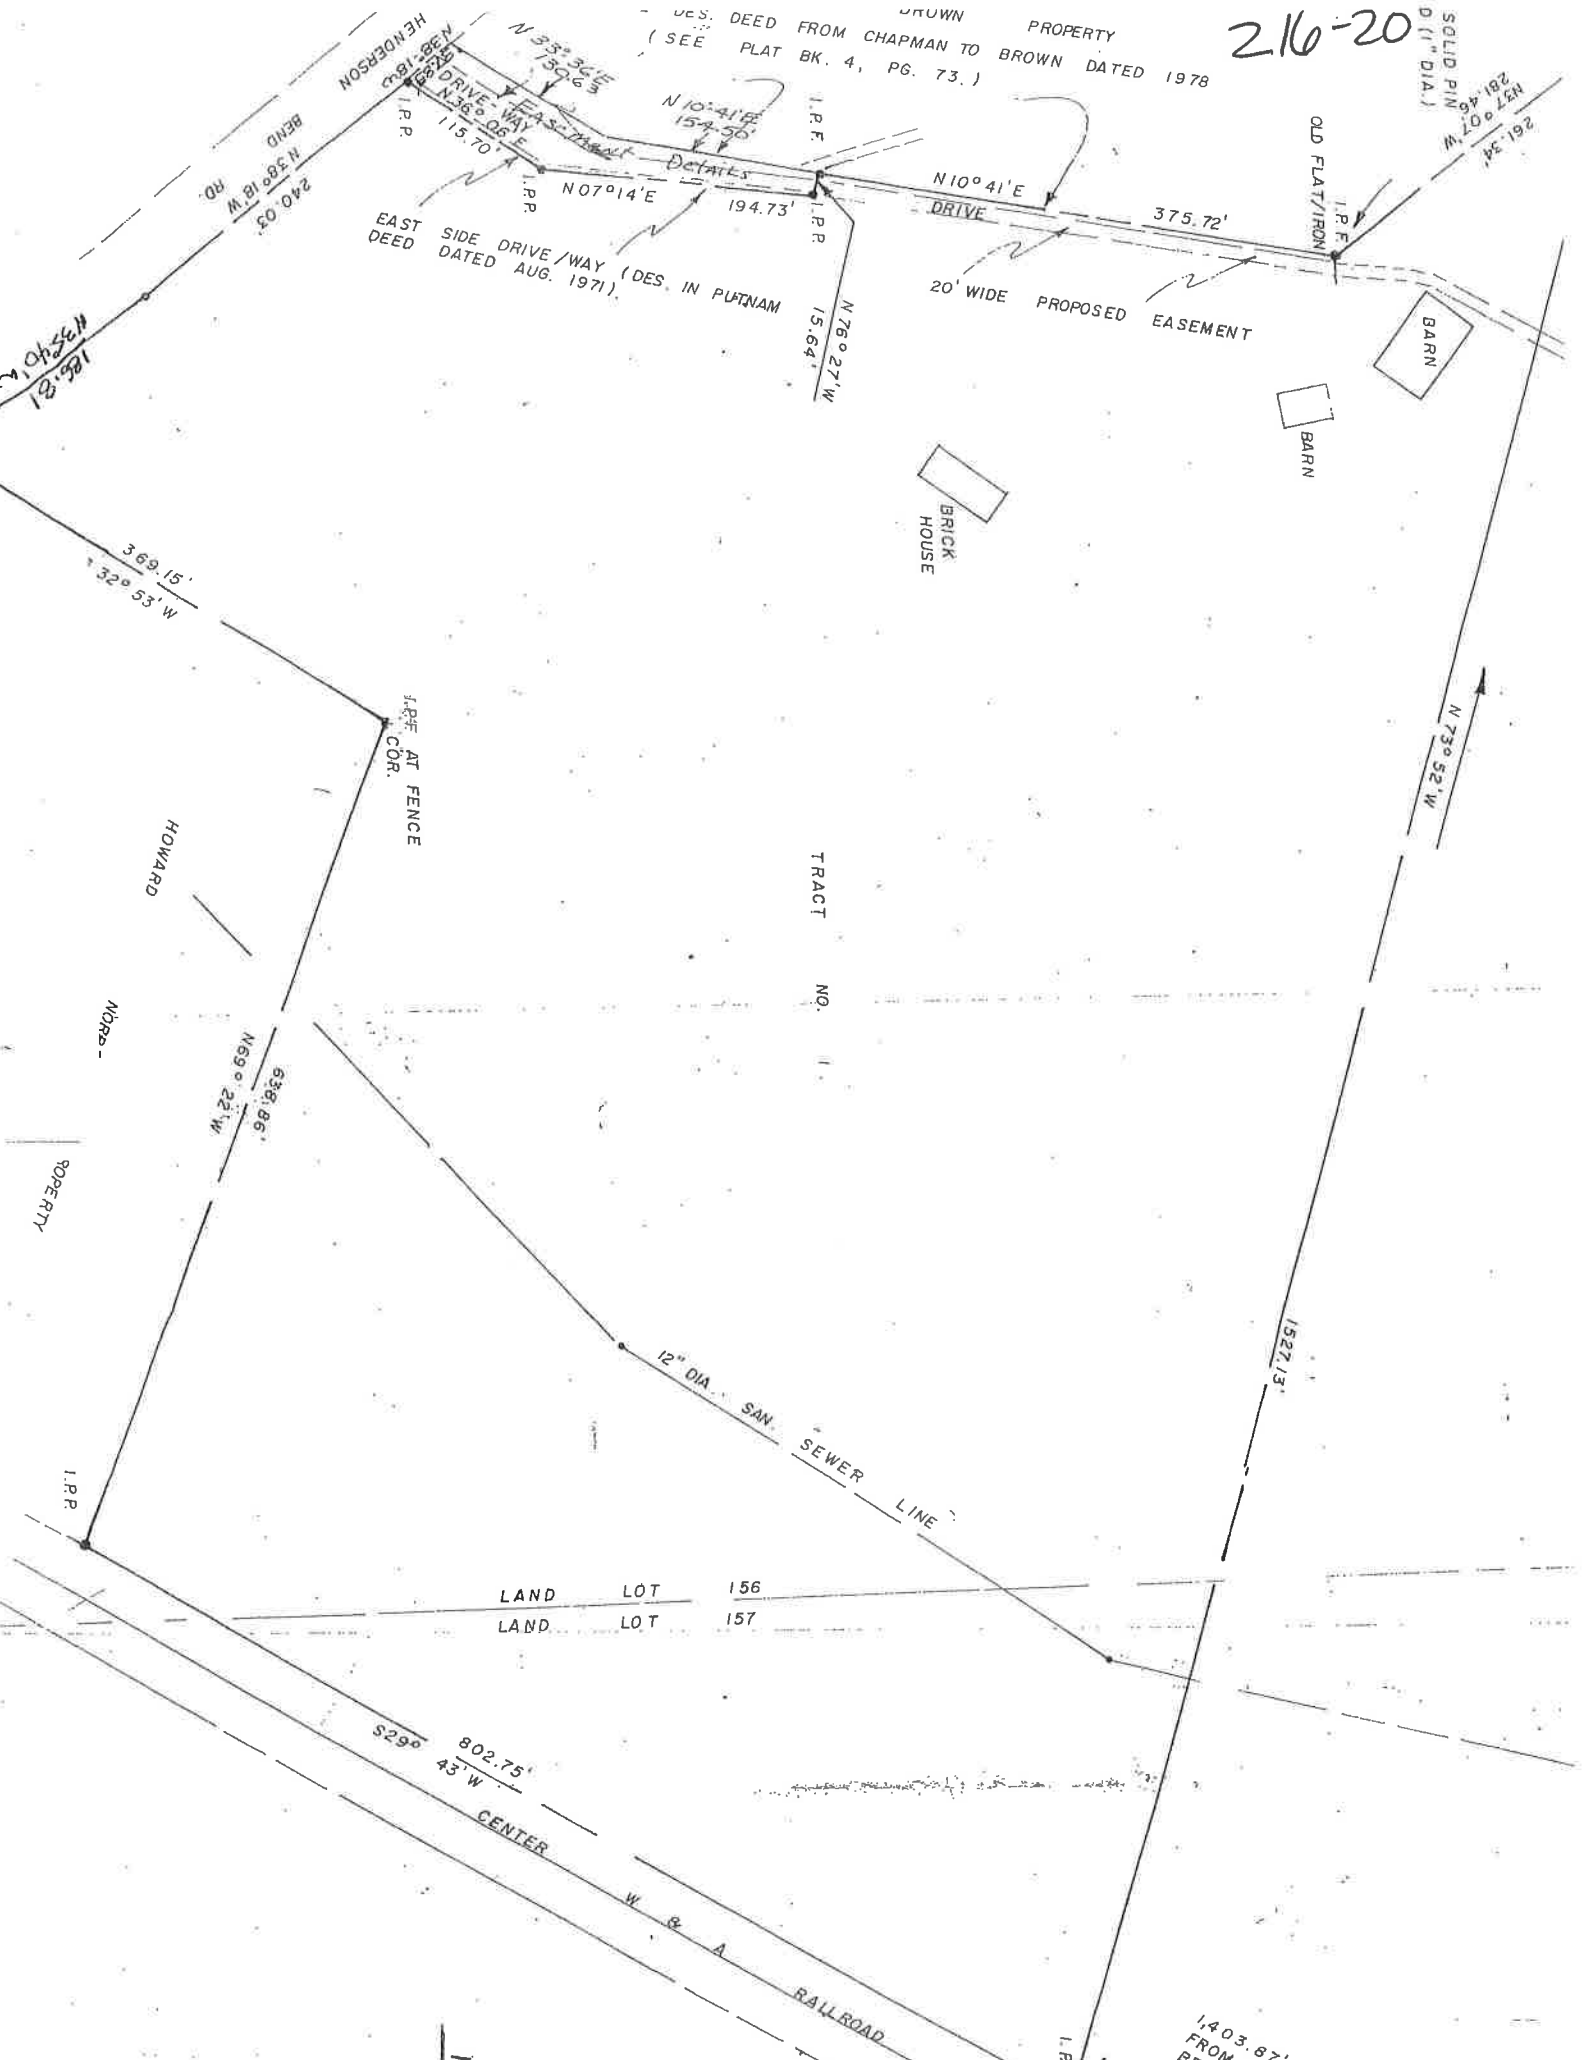 216-20
SOLID PIN
D (1" DIA.)
PROPERTY
DES. DEED FROM CHAPMAN TO BROWN DATED 1978
(SEE PLAT BK. 4, PG. 73.)
N37°07'W
281.46
261.34'
HENDERSON
BEND RD.
N38°18'W
240.03'
N 33°36'E
130.63
DRIVE-WAY
N36°06'E
115.70'
Easment
Details
N 10°41'E
154.50'
I.P.P.
I.P.P.
I.P.F.
I.P.P.
N07°14'E
194.73'
N10°41'E
375.72'
DRIVE
OLD FLAT/IRON
I.P.F.
EAST SIDE DRIVE/WAY (DES. IN PUTNAM
DEED DATED AUG. 1971).
N76°27'W
15.64'
20' WIDE PROPOSED EASEMENT
BARN
BARN
BRICK
HOUSE
186.81
369.15'
32°53'W
AT FENCE
COR.
N73°52'W
1527.13'
TRACT NO. 1
HOWARD
ROPERTY
638.86'
N69°22'W
12" DIA. SAN. SEWER LINE
I.P.P.
LAND LOT 156
LAND LOT 157
802.75'
S29° 43'W
CENTER W & A RAILROAD
1,403.87'
FROM